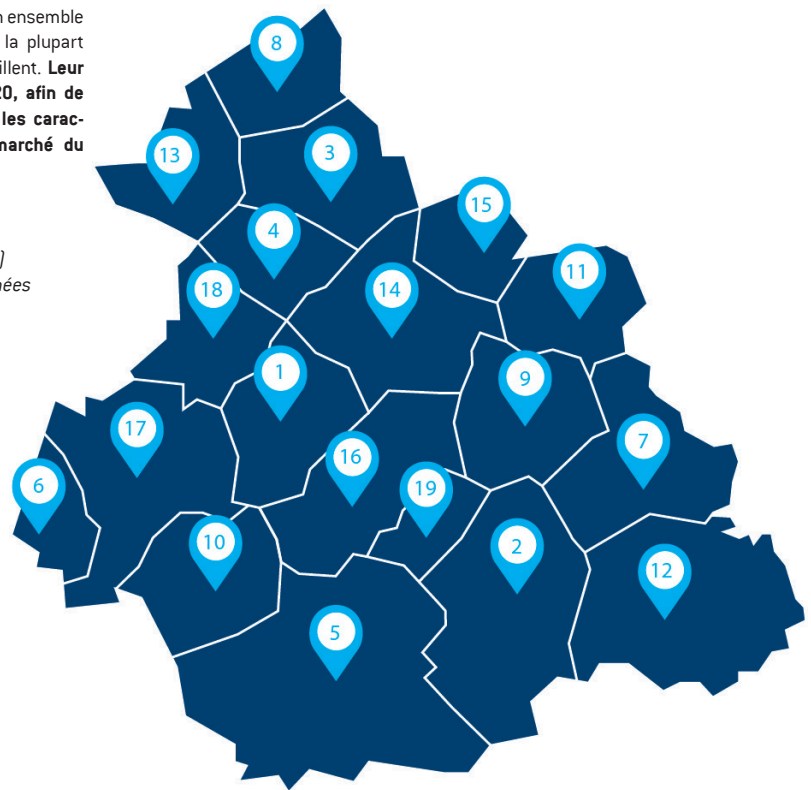 ensemble
la plupart
illent. Leur
20, afin de
les carac-
marché du
)
ées
8
13
3
15
4
11
18
14
1
9
17
7
16
6
19
10
2
12
5